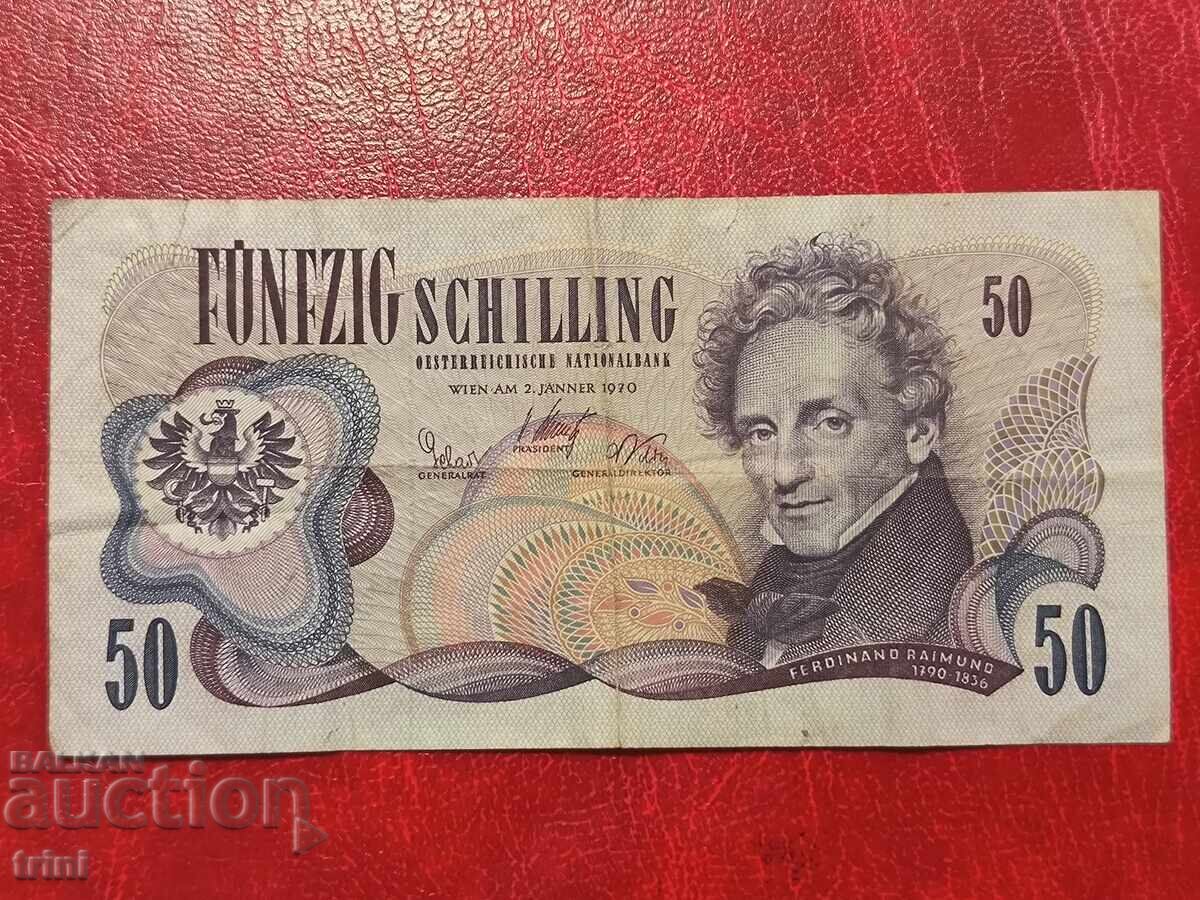 FÜNFZIG SCHILLING
50
OESTERREICHISCHE NATIONALBANK
WIEN AM 2. JÄNNER 1970
PRÄSIDENT
GENERALRAT
GENERALDIREKTOR
50
FERDINAND RAIMUND
1790-1836
50
BALKAN
auction
trini